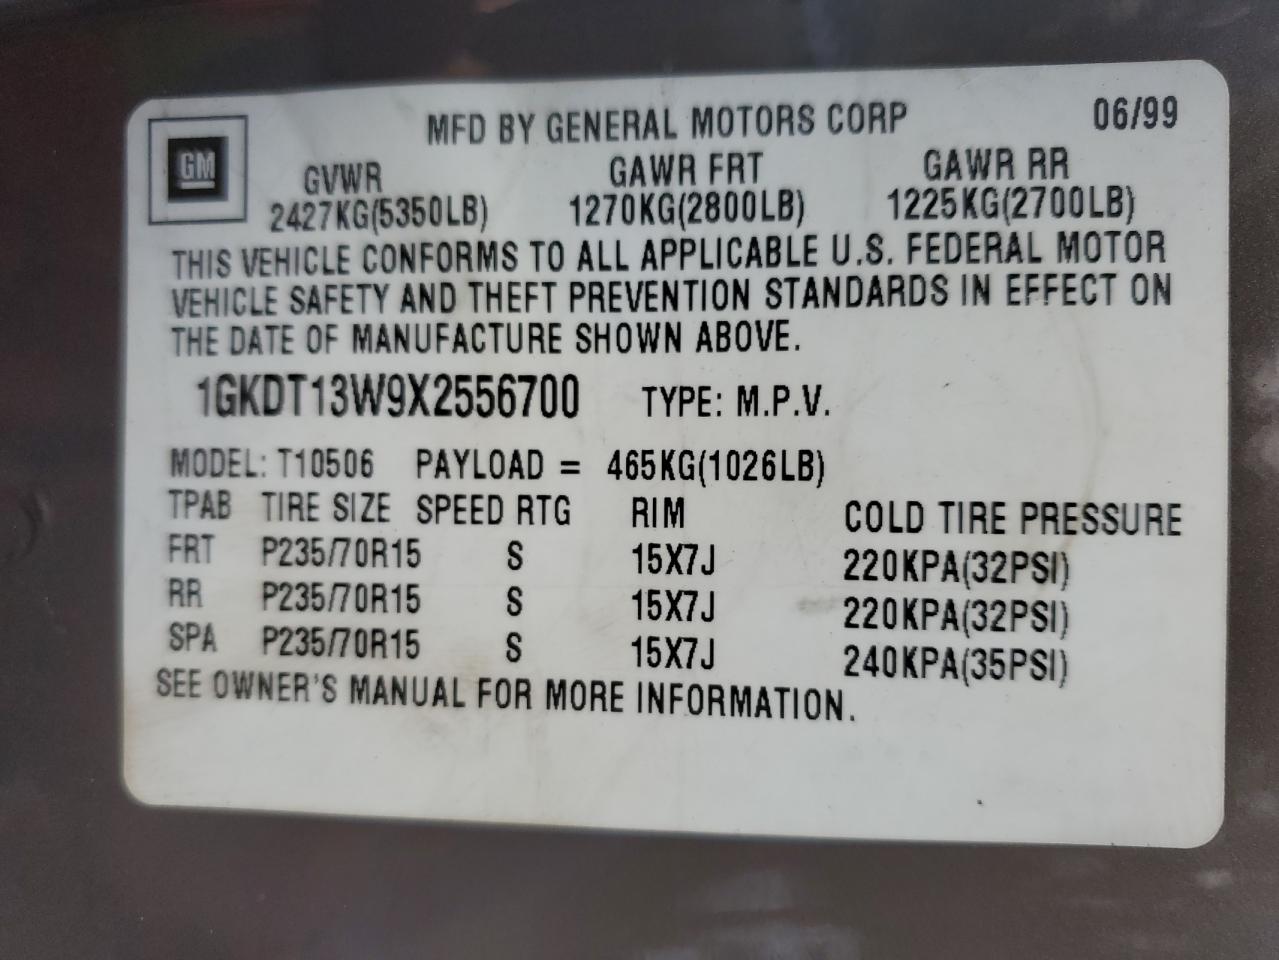 MFD BY GENERAL MOTORS CORP 06/99
GM
GVWR GAWR FRT GAWR RR
2427KG(5350LB) 1270KG(2800LB) 1225KG(2700LB)
THIS VEHICLE CONFORMS TO ALL APPLICABLE U.S. FEDERAL MOTOR
VEHICLE SAFETY AND THEFT PREVENTION STANDARDS IN EFFECT ON
THE DATE OF MANUFACTURE SHOWN ABOVE.
1GKDT13W9X2556700 TYPE: M.P.V.
MODEL: T10506 PAYLOAD = 465KG(1026LB)
TPAB TIRE SIZE SPEED RTG RIM COLD TIRE PRESSURE
FRT P235/70R15 S 15X7J 220KPA(32PSI)
RR P235/70R15 S 15X7J 220KPA(32PSI)
SPA P235/70R15 S 15X7J 240KPA(35PSI)
SEE OWNER'S MANUAL FOR MORE INFORMATION.